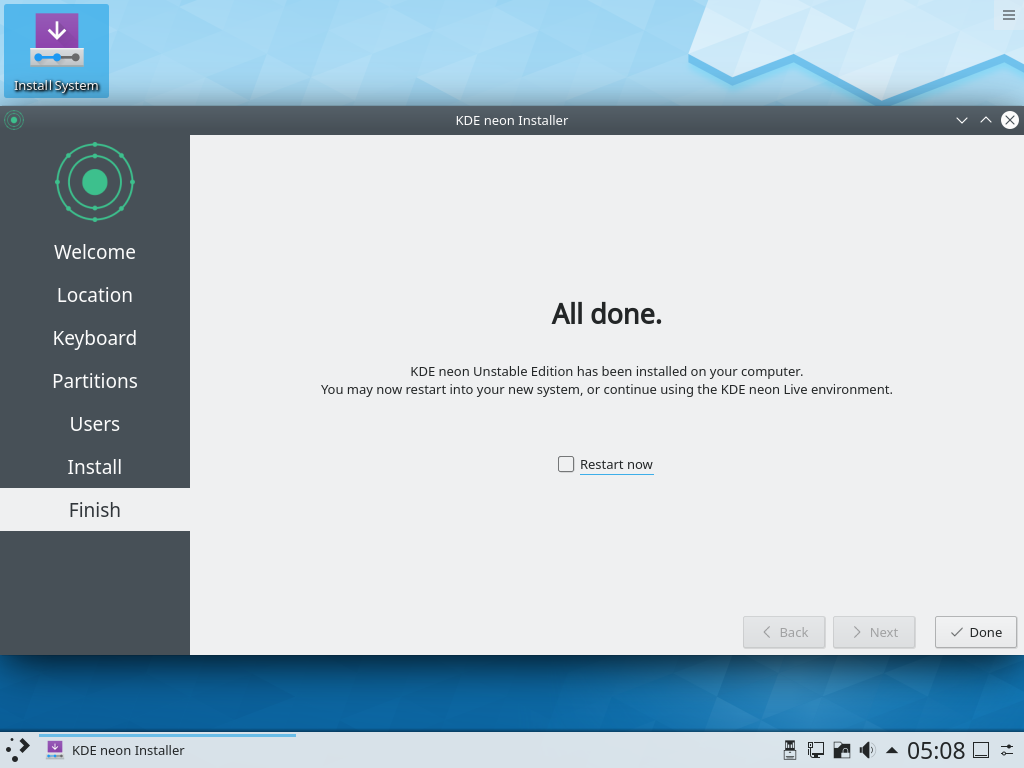 Install System
KDE neon Installer
Welcome
Location
Keyboard
Partitions
Users
Install
Finish
All done.
KDE neon Unstable Edition has been installed on your computer.
You may now restart into your new system, or continue using the KDE neon Live environment.
Restart now
Back
Next
Done
KDE neon Installer
05:08